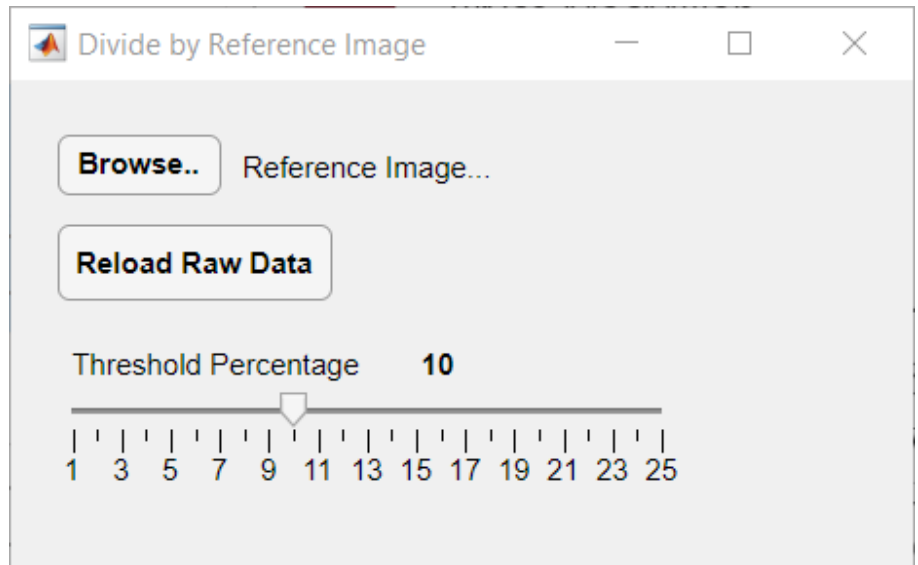 Divide by Reference Image
Browse.. Reference Image...
Reload Raw Data
Threshold Percentage 10
1 3 5 7 9 11 13 15 17 19 21 23 25